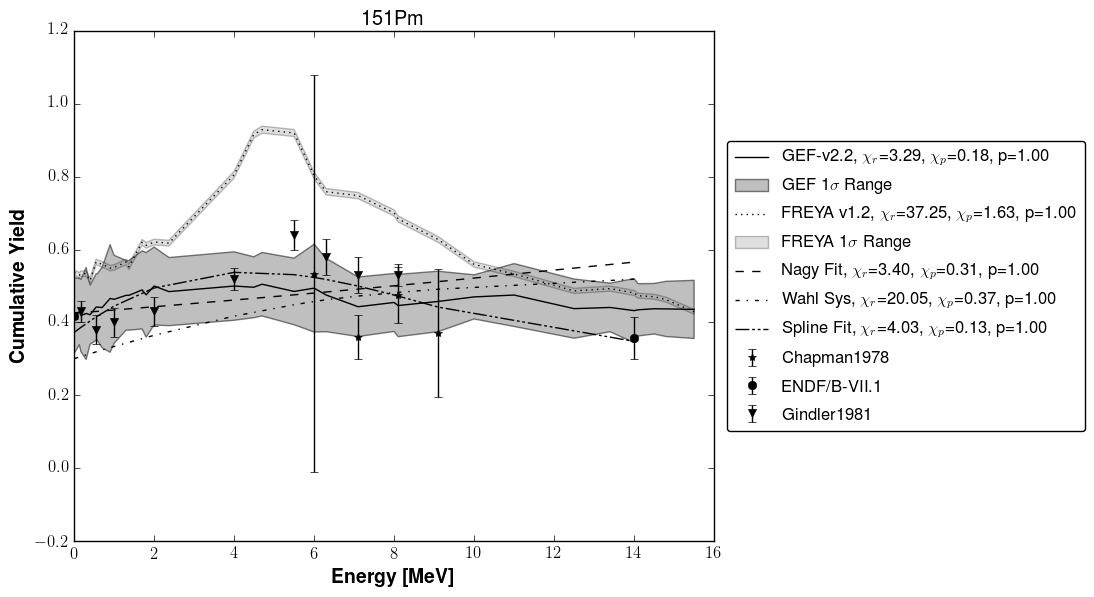 151Pm
1.2
1.0
0.8
0.6
0.4
0.2
0.0
−0.2
Cumulative Yield
0 2 4 6 8 10 12 14 16
Energy [MeV]
GEF-v2.2, χr=3.29, χp=0.18, p=1.00
GEF 1σ Range
FREYA v1.2, χr=37.25, χp=1.63, p=1.00
FREYA 1σ Range
Nagy Fit, χr=3.40, χp=0.31, p=1.00
Wahl Sys, χr=20.05, χp=0.37, p=1.00
Spline Fit, χr=4.03, χp=0.13, p=1.00
Chapman1978
ENDF/B-VII.1
Gindler1981